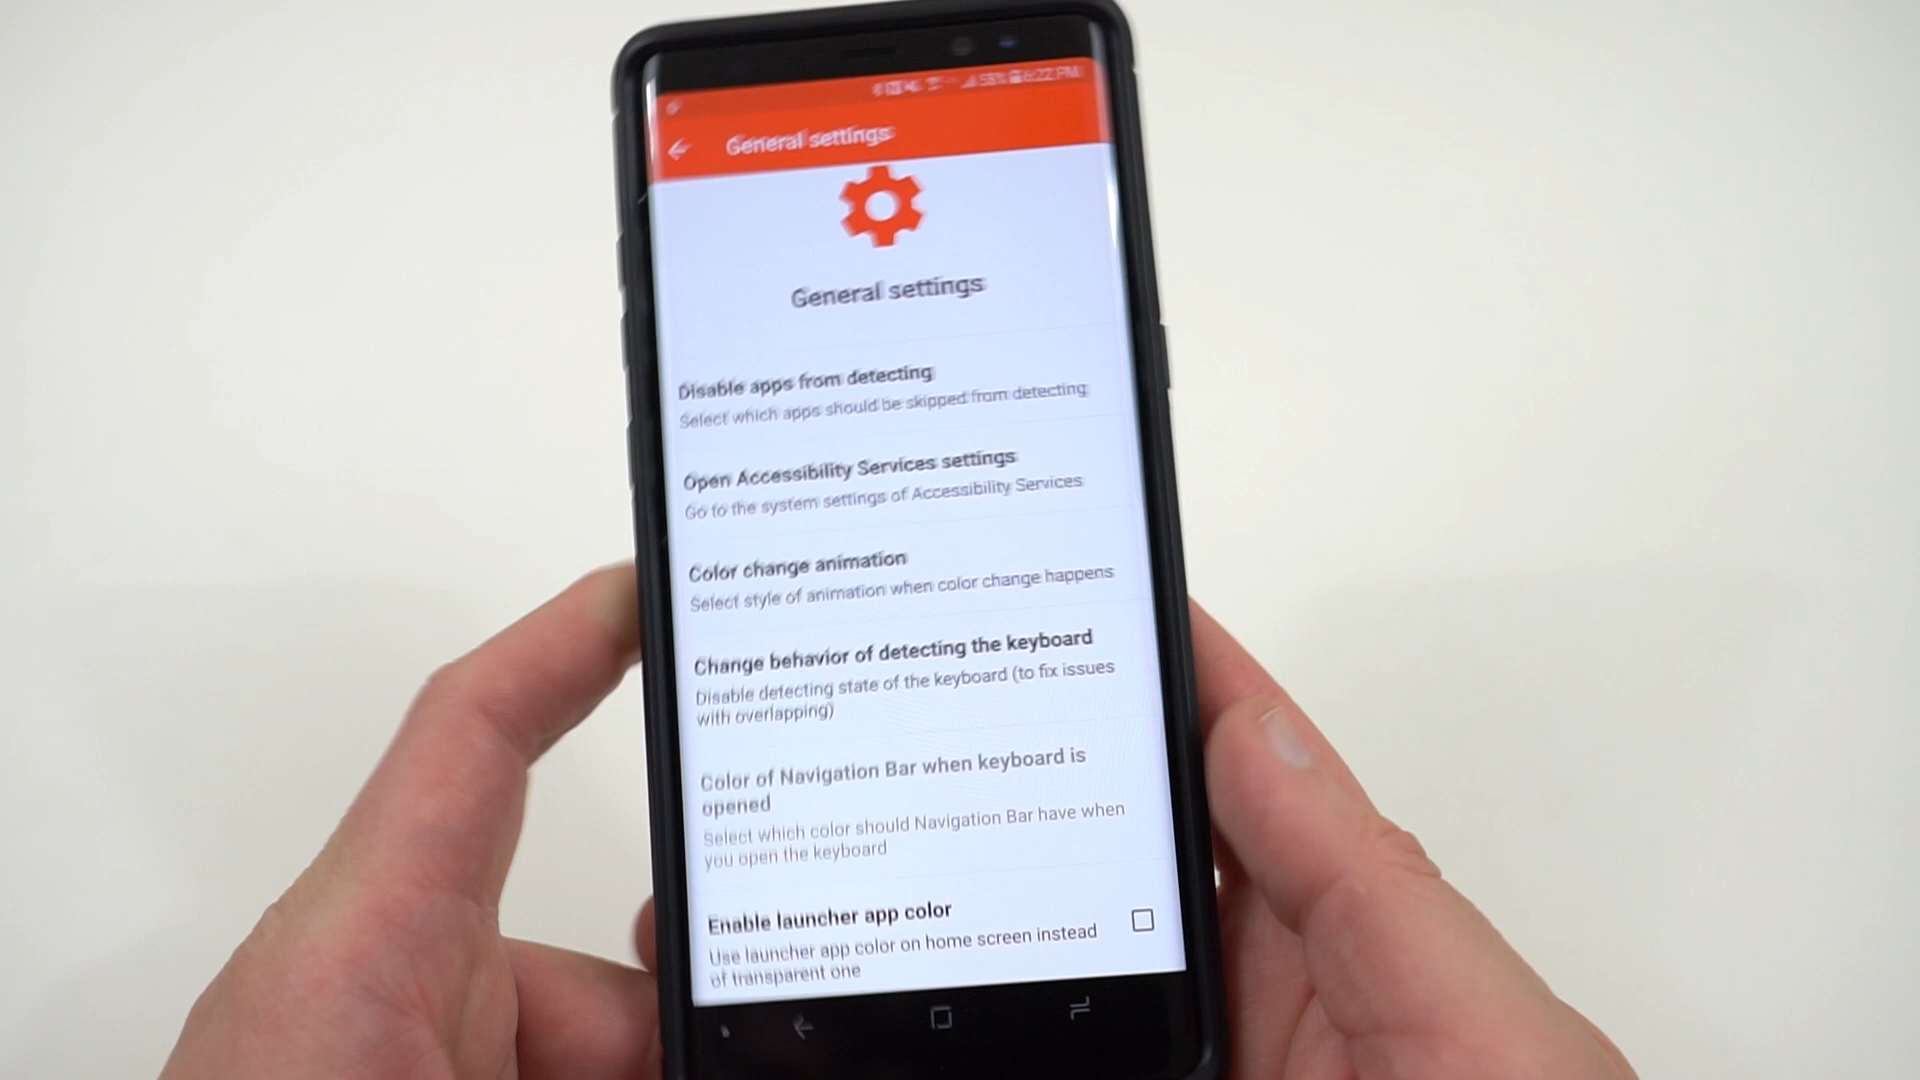 58% 6:22 PM
General settings
General settings
Disable apps from detecting
Select which apps should be skipped from detecting
Open Accessibility Services settings
Go to the system settings of Accessibility Services
Color change animation
Select style of animation when color change happens
Change behavior of detecting the keyboard
Disable detecting state of the keyboard (to fix issues
with overlapping)
Color of Navigation Bar when keyboard is
opened
Select which color should Navigation Bar have when
you open the keyboard
Enable launcher app color
Use launcher app color on home screen instead
of transparent one